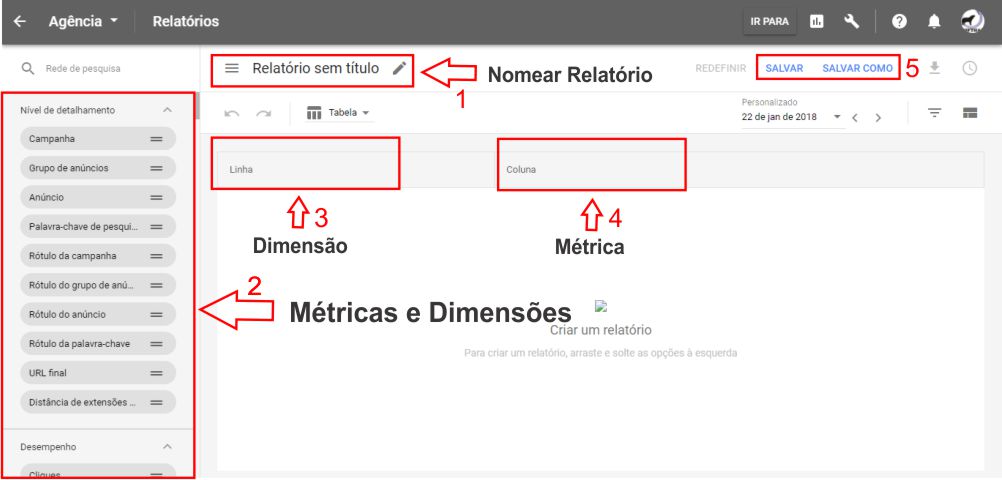 Agência
Relatórios
IR PARA
Rede de pesquisa
Relatório sem título
1
Nomear Relatório
REDEFINIR
SALVAR
SALVAR COMO
5
Nível de detalhamento
Campanha
Grupo de anúncios
Anúncio
Palavra-chave de pesqui...
Rótulo da campanha
Rótulo do grupo de anú...
Rótulo do anúncio
Rótulo da palavra-chave
URL final
Distância de extensões ...
Desempenho
Cliques
Tabela
Personalizado
22 de jan de 2018
Linha
Coluna
3
Dimensão
4
Métrica
2
Métricas e Dimensões
Criar um relatório
Para criar um relatório, arraste e solte as opções à esquerda